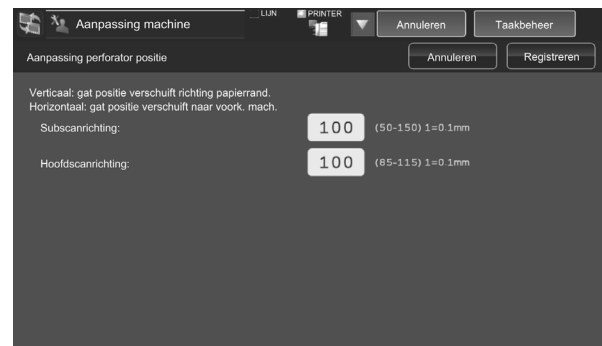 Aanpassing machine
LIJN
PRINTER
Annuleren
Taakbeheer
Aanpassing perforator positie
Annuleren
Registreren
Verticaal: gat positie verschuift richting papierrand.
Horizontaal: gat positie verschuift naar voork. mach.
Subscanrichting: 100 (50-150) 1=0.1mm
Hoofdscanrichting: 100 (85-115) 1=0.1mm